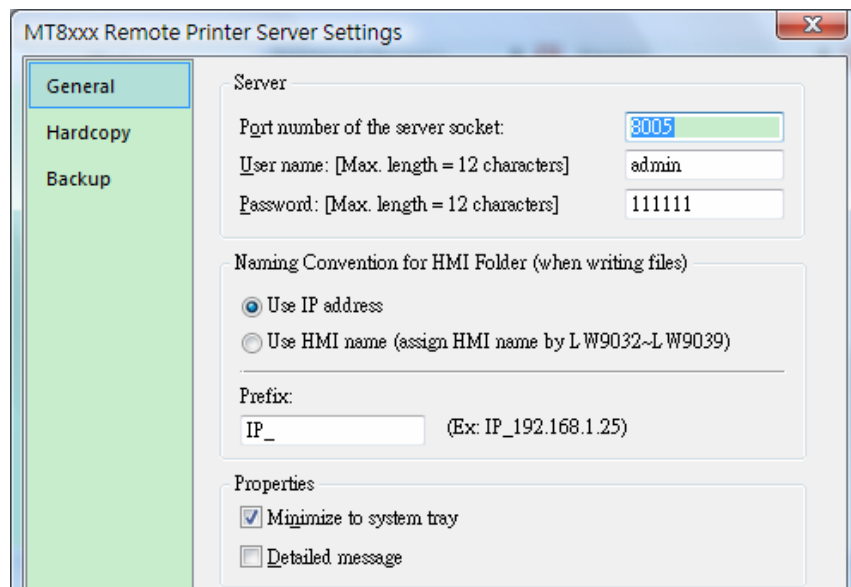 MT8xxx Remote Printer Server Settings
General
Hardcopy
Backup
Server
Port number of the server socket: 8005
User name: [Max. length = 12 characters] admin
Password: [Max. length = 12 characters] 111111
Naming Convention for HMI Folder (when writing files)
Use IP address
Use HMI name (assign HMI name by LW9032~LW9039)
Prefix:
IP_ (Ex: IP_192.168.1.25)
Properties
Minimize to system tray
Detailed message